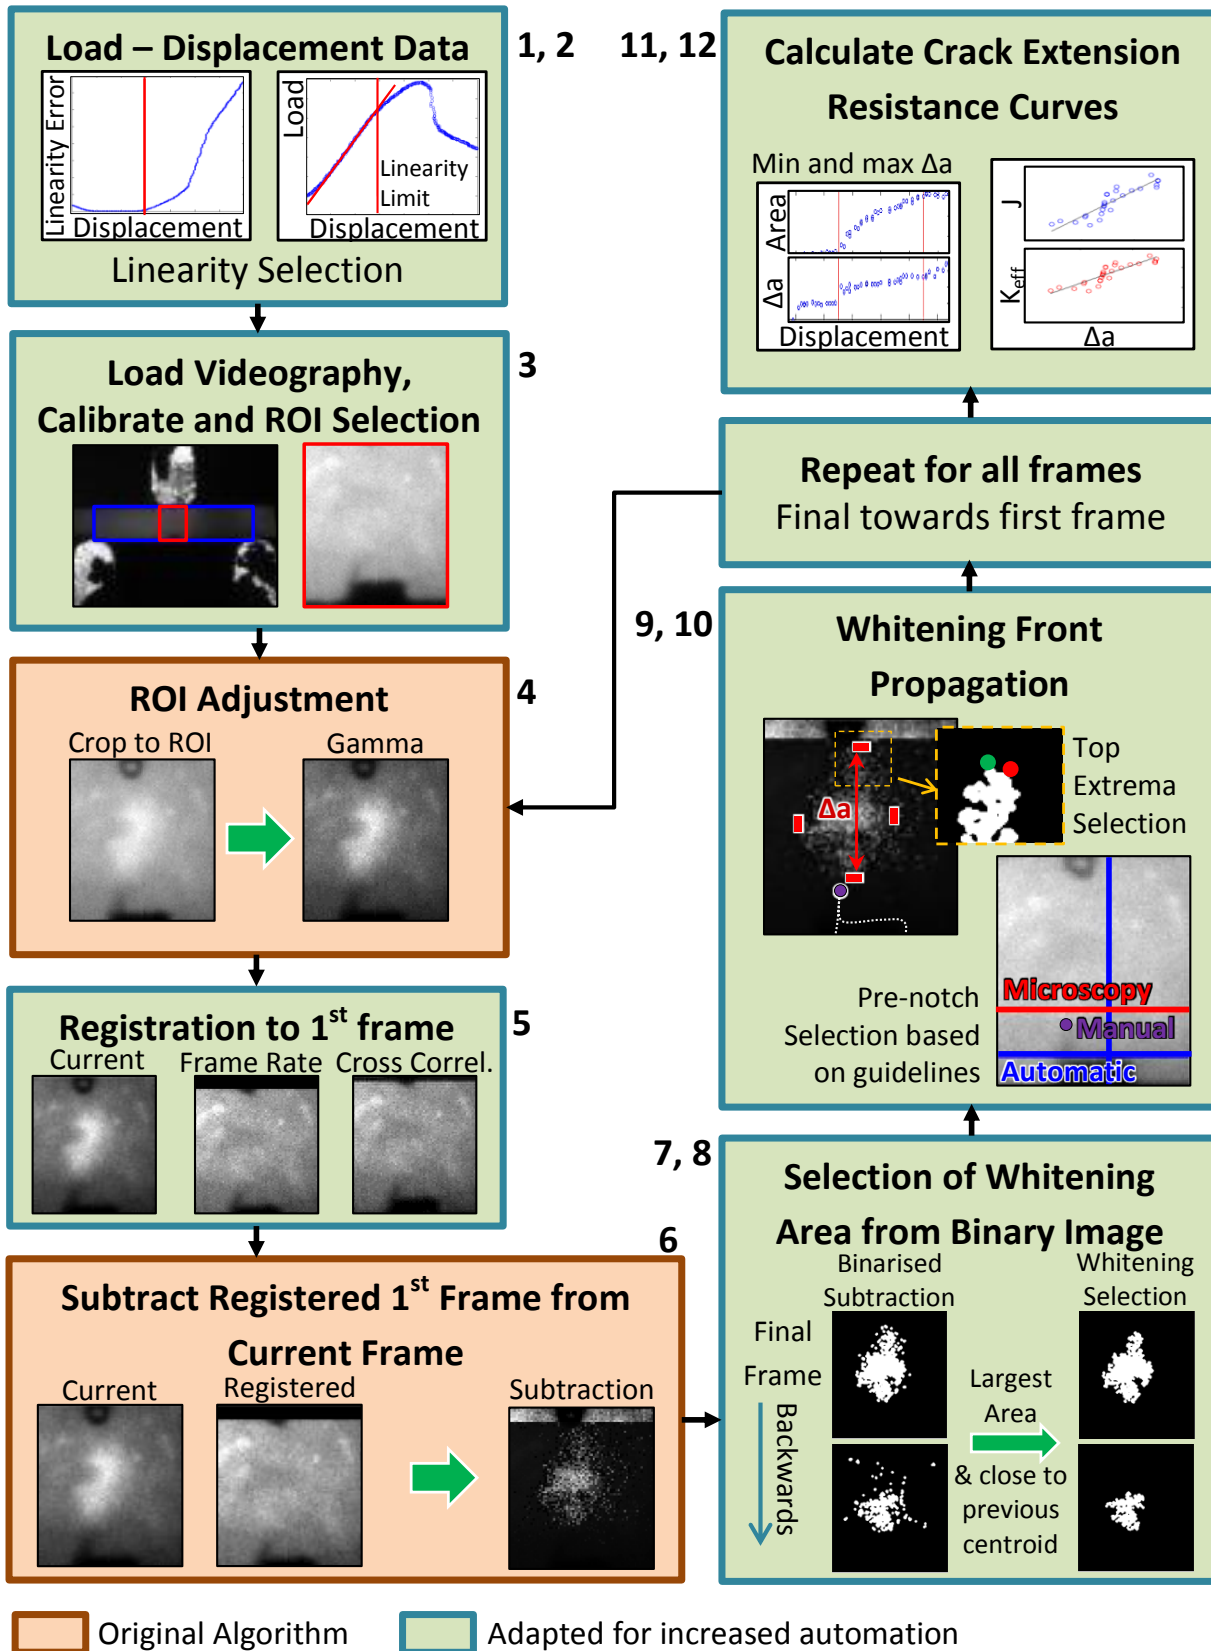 Load – Displacement Data
1, 2
Linearity Error
Displacement
Load
Linearity
Limit
Displacement
Linearity Selection
Load Videography,
Calibrate and ROI Selection
3
ROI Adjustment
4
Crop to ROI
Gamma
Registration to 1st frame
5
Current
Frame Rate
Cross Correl.
6
Subtract Registered 1st Frame from
Current Frame
Current
Registered
Subtraction
7, 8
Selection of Whitening
Area from Binary Image
Binarised
Subtraction
Whitening
Selection
Final
Frame
Backwards
Largest
Area
& close to
previous
centroid
9, 10
Whitening Front
Propagation
Δa
Top
Extrema
Selection
Pre-notch
Selection based
on guidelines
Microscopy
Manual
Automatic
Repeat for all frames
Final towards first frame
11, 12
Calculate Crack Extension
Resistance Curves
Min and max Δa
Area
Δa
Displacement
J
Keff
Δa
Original Algorithm
Adapted for increased automation